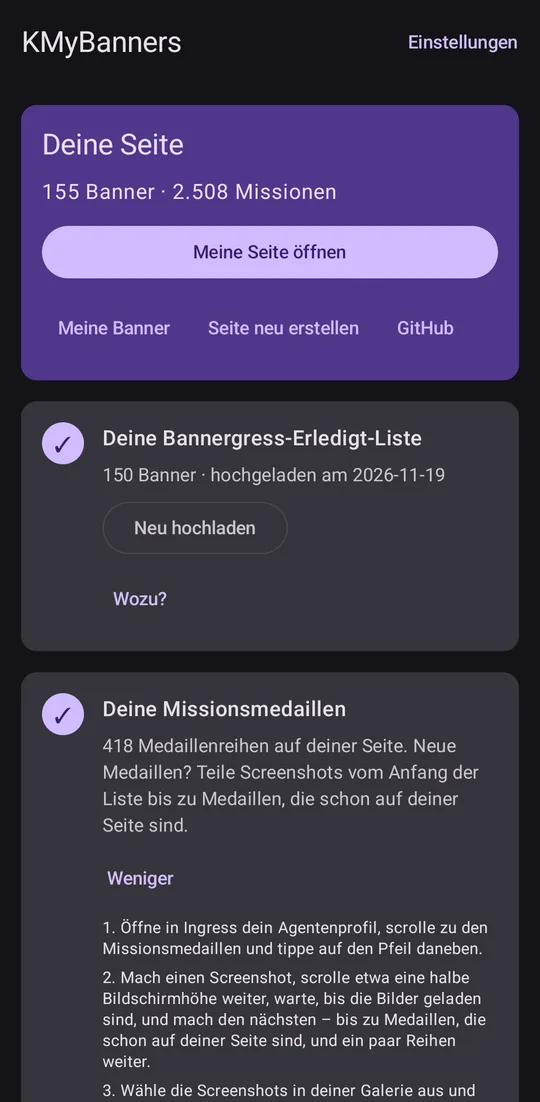 KMyBanners
Einstellungen
Deine Seite
155 Banner · 2.508 Missionen
Meine Seite öffnen
Meine Banner
Seite neu erstellen
GitHub
✓
Deine Bannergress-Erledigt-Liste
150 Banner · hochgeladen am 2026-11-19
Neu hochladen
Wozu?
✓
Deine Missionsmedaillen
418 Medaillenreihen auf deiner Seite. Neue
Medaillen? Teile Screenshots vom Anfang der
Liste bis zu Medaillen, die schon auf deiner
Seite sind.
Weniger
1. Öffne in Ingress dein Agentenprofil, scrolle zu den
Missionsmedaillen und tippe auf den Pfeil daneben.
2. Mach einen Screenshot, scrolle etwa eine halbe
Bildschirmhöhe weiter, warte, bis die Bilder geladen
sind, und mach den nächsten – bis zu Medaillen, die
schon auf deiner Seite sind, und ein paar Reihen
weiter.
3. Wähle die Screenshots in deiner Galerie aus und